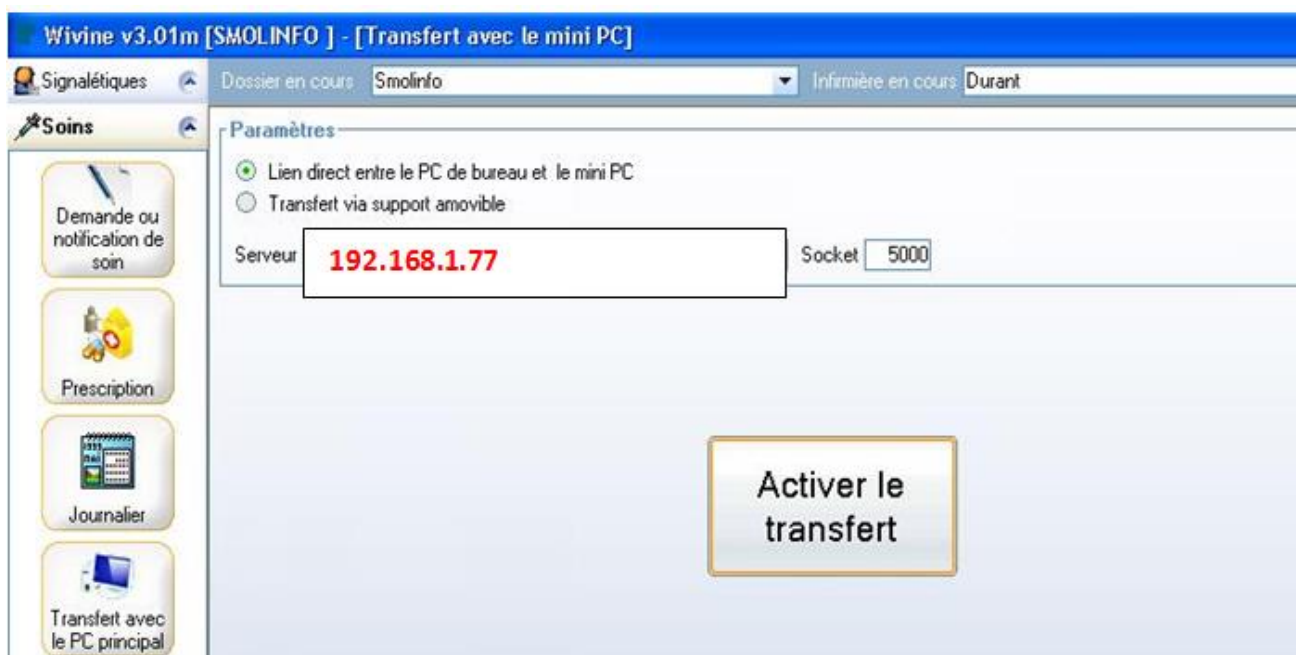 Wivine v3.01m [SMOLINFO ] - [Transfert avec le mini PC]
Signalétiques
Dossier en cours Smolinfo Infirmière en cours Durant
Soins
Paramètres
Lien direct entre le PC de bureau et le mini PC
Transfert via support amovible
Serveur 192.168.1.77 Socket 5000
Demande ou
notification de
soin
Prescription
Journalier
Transfert avec
le PC principal
Activer le
transfert